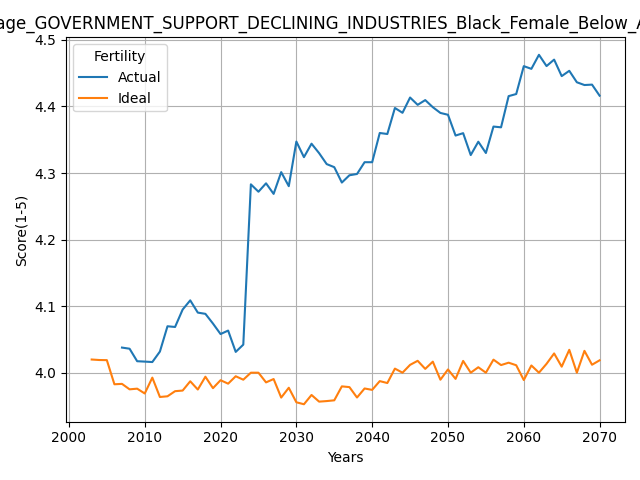 age_GOVERNMENT_SUPPORT_DECLINING_INDUSTRIES_Black_Female_Below_A
4.5
4.4
4.3
4.2
4.1
4.0
Score(1-5)
Fertility
Actual
Ideal
2000 2010 2020 2030 2040 2050 2060 2070
Years